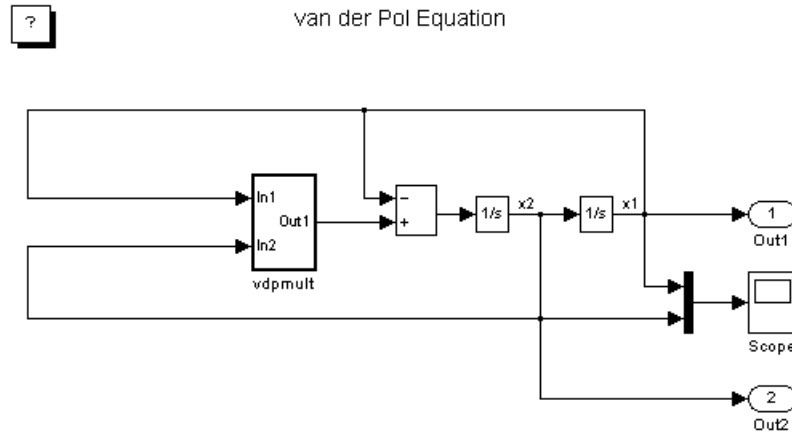 ?
van der Pol Equation
In1
Out1
In2
vdpmult
−
+
1/s
x2
1/s
x1
1
Out1
Scope
2
Out2